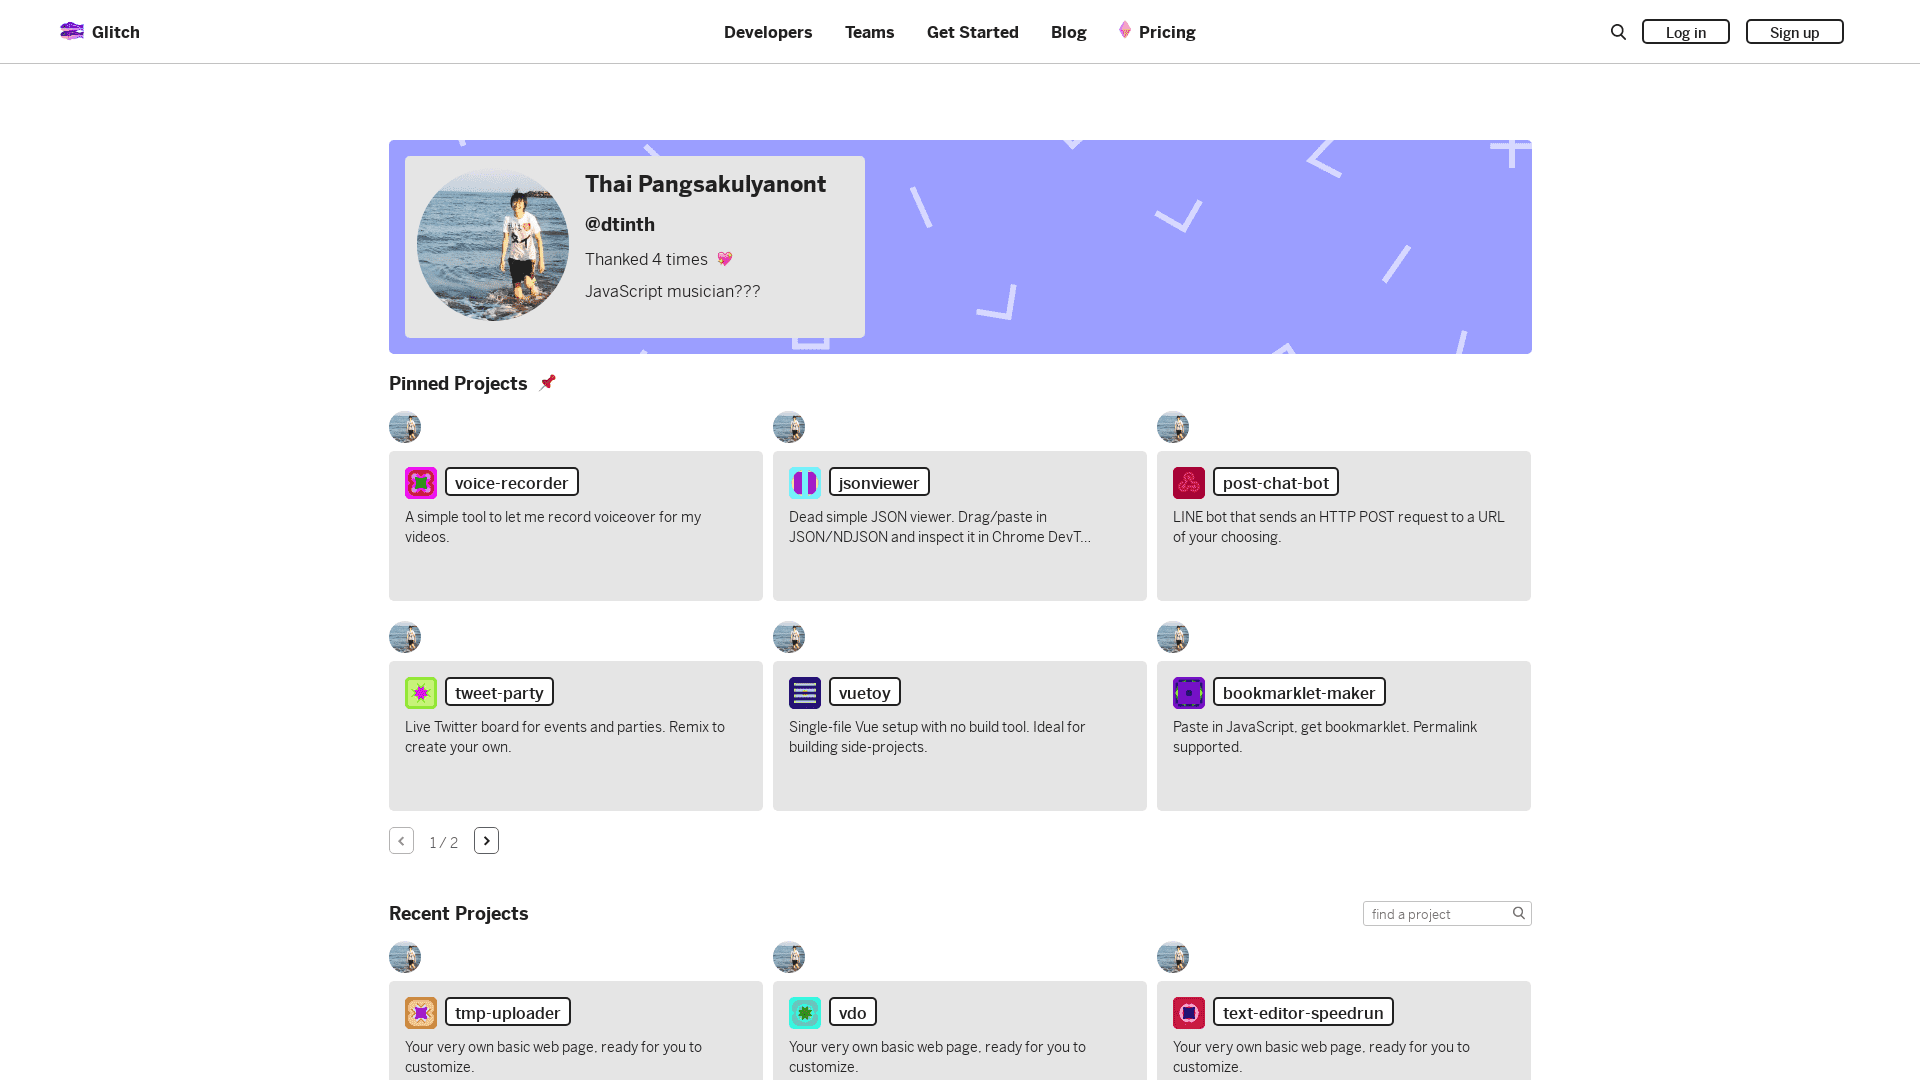 Glitch
Developers
Teams
Get Started
Blog
Pricing
Log in
Sign up
Thai Pangsakulyanont
@dtinth
Thanked 4 times
JavaScript musician???
Pinned Projects
voice-recorder
A simple tool to let me record voiceover for my
videos.
jsonviewer
Dead simple JSON viewer. Drag/paste in
JSON/NDJSON and inspect it in Chrome DevT…
post-chat-bot
LINE bot that sends an HTTP POST request to a URL
of your choosing.
tweet-party
Live Twitter board for events and parties. Remix to
create your own.
vuetoy
Single-file Vue setup with no build tool. Ideal for
building side-projects.
bookmarklet-maker
Paste in JavaScript, get bookmarklet. Permalink
supported.
1 / 2
Recent Projects
find a project
tmp-uploader
Your very own basic web page, ready for you to
customize.
vdo
Your very own basic web page, ready for you to
customize.
text-editor-speedrun
Your very own basic web page, ready for you to
customize.